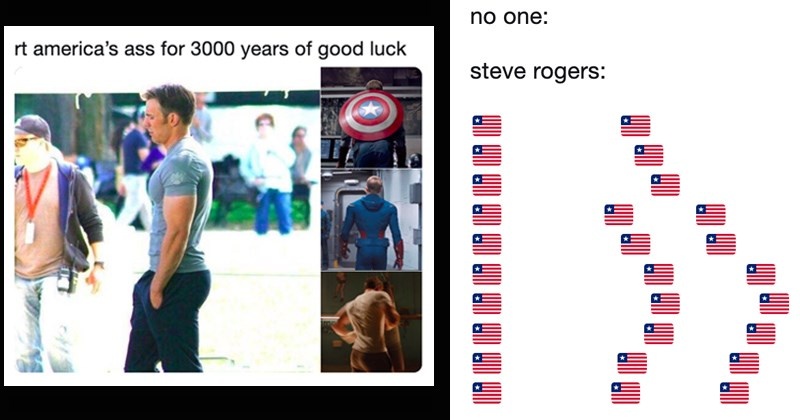 rt america's ass for 3000 years of good luck
no one:
steve rogers: